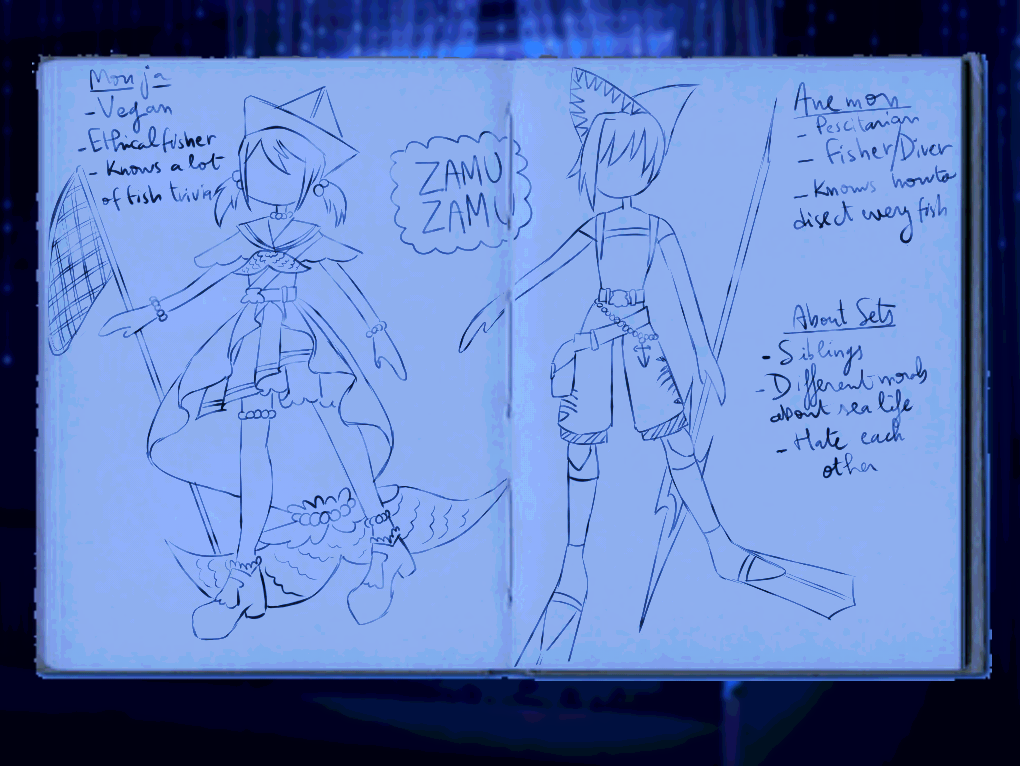 Monja
- Vegan
- Ethical fisher
- Knows a lot
of fish trivia
ZAMU
ZAMU
Anemon
- Pescitarian
- Fisher/Diver
- Knows how to
disect every fish
About Sets
- Siblings
- Different morals
about sea life
- Hate each
other